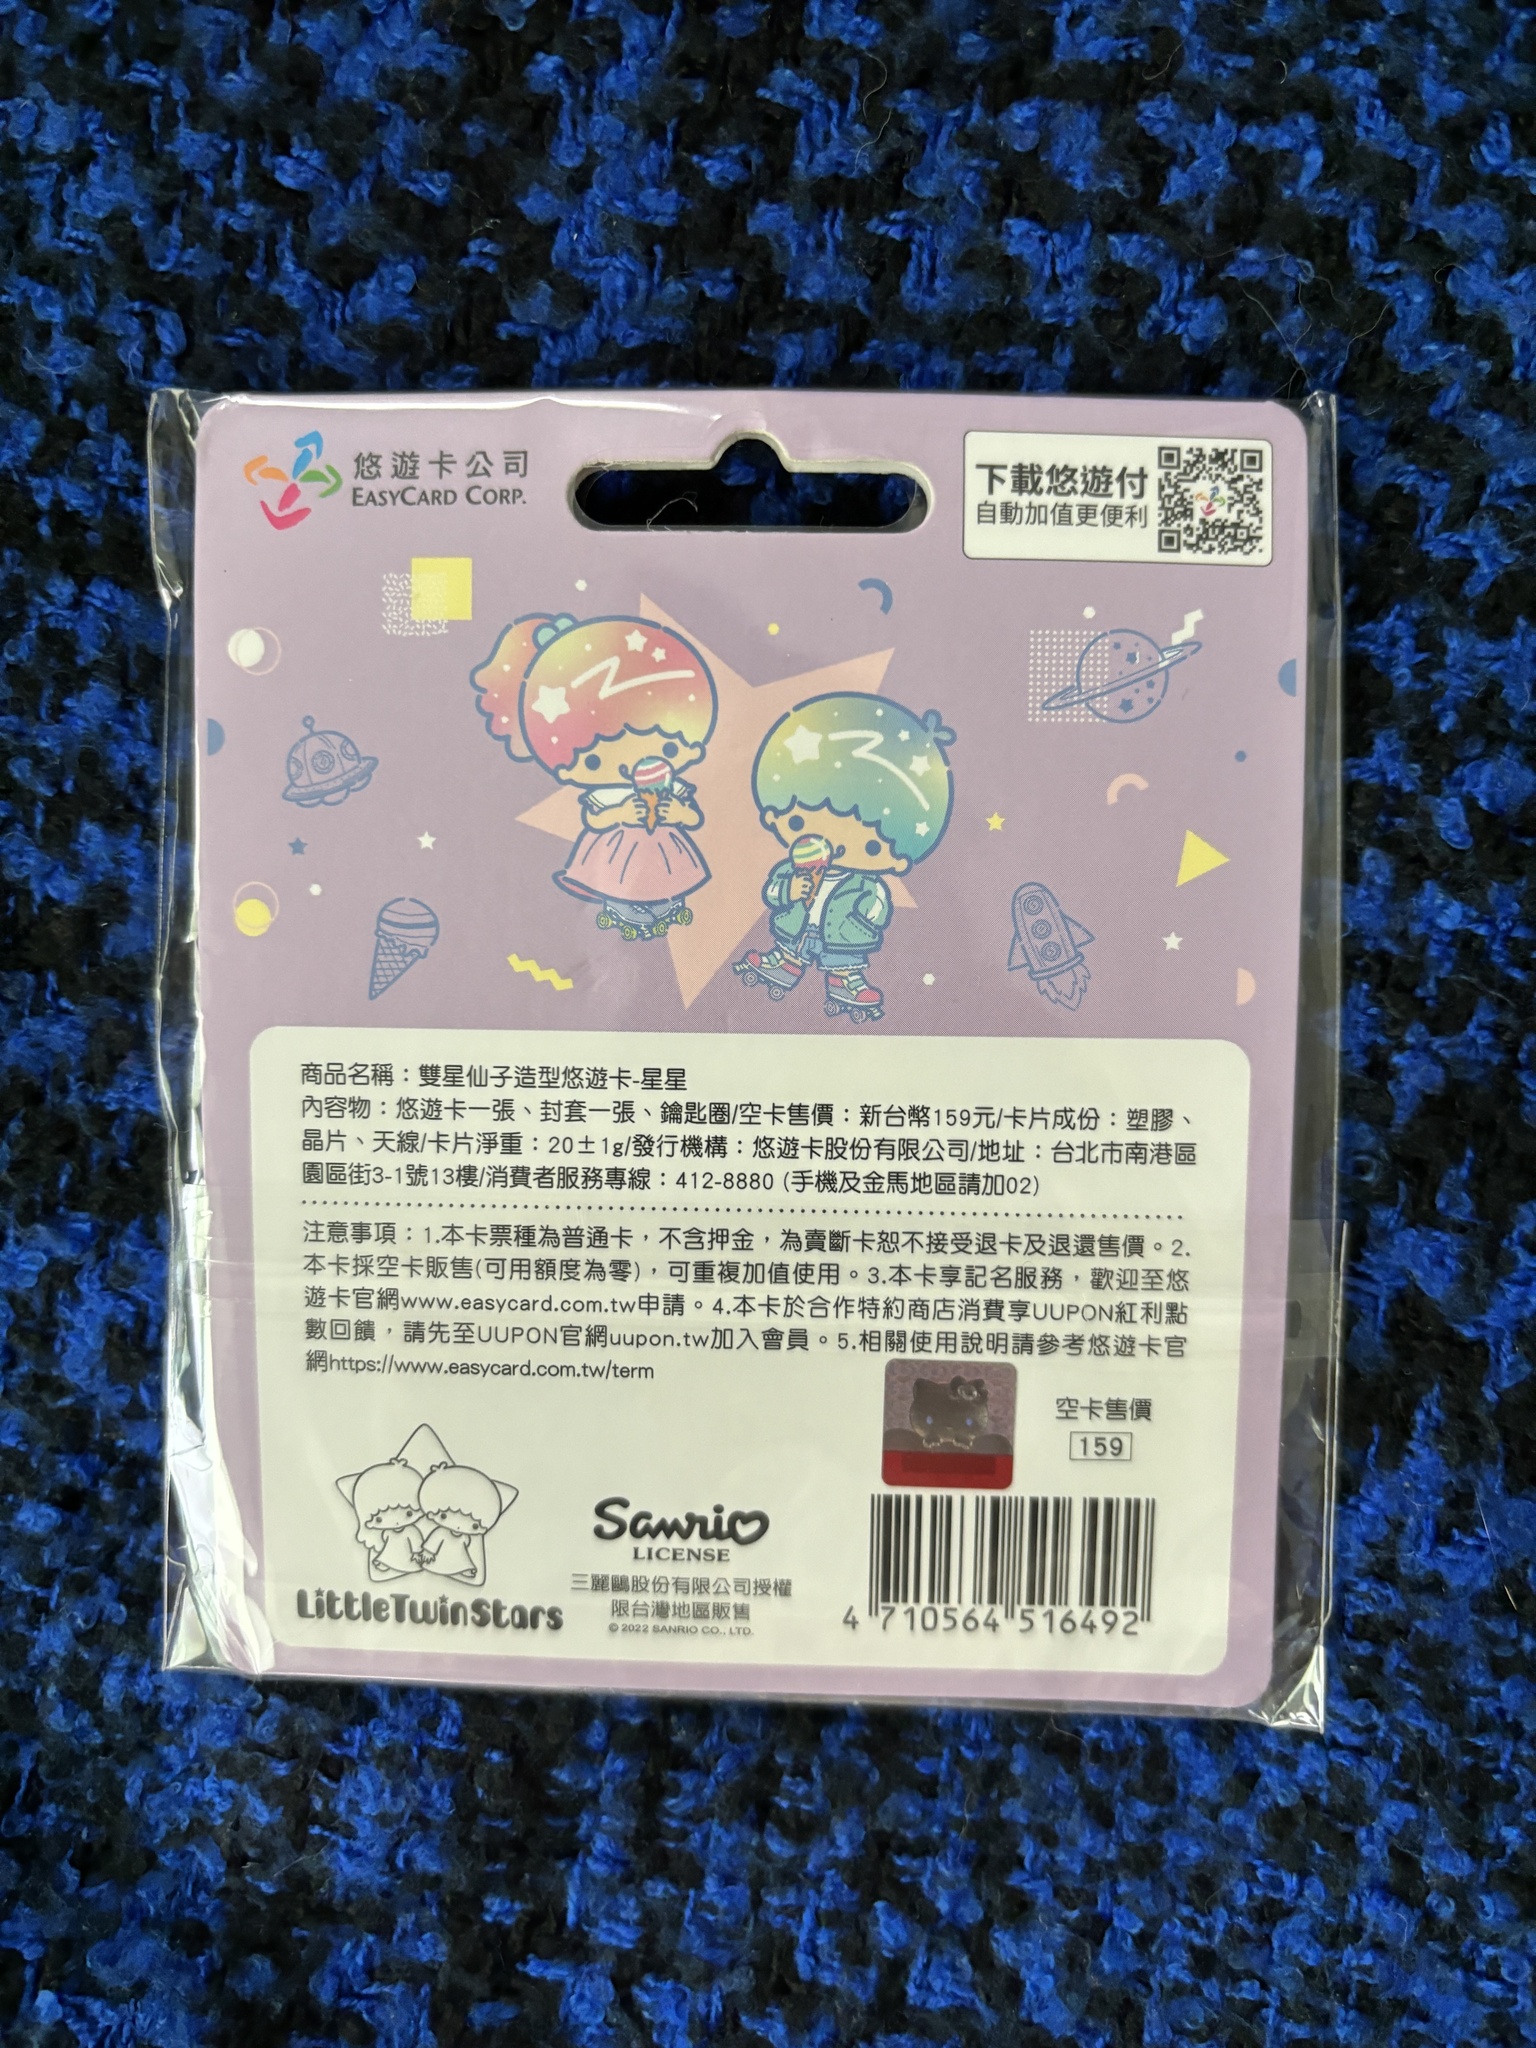 悠遊卡公司
EASYCARD CORP.
下載悠遊付
自動加值更便利
商品名稱：雙星仙子造型悠遊卡-星星
內容物：悠遊卡一張、封套一張、鑰匙圈/空卡售價：新台幣159元/卡片成份：塑膠、
晶片、天線/卡片淨重：20±1g/發行機構：悠遊卡股份有限公司/地址：台北市南港區
園區街3-1號13樓/消費者服務專線：412-8880 (手機及金馬地區請加02)
注意事項：1.本卡票種為普通卡，不含押金，為賣斷卡恕不接受退卡及退還售價。2.
本卡採空卡販售(可用額度為零)，可重複加值使用。3.本卡享記名服務，歡迎至悠
遊卡官網www.easycard.com.tw申請。4.本卡於合作特約商店消費享UUPON紅利點
數回饋，請先至UUPON官網uupon.tw加入會員。5.相關使用說明請參考悠遊卡官
網https://www.easycard.com.tw/term
空卡售價
159
LittleTwinStars
Sanrio
LICENSE
三麗鷗股份有限公司授權
限台灣地區販售
© 2022 SANRIO CO., LTD.
4 710564 516492